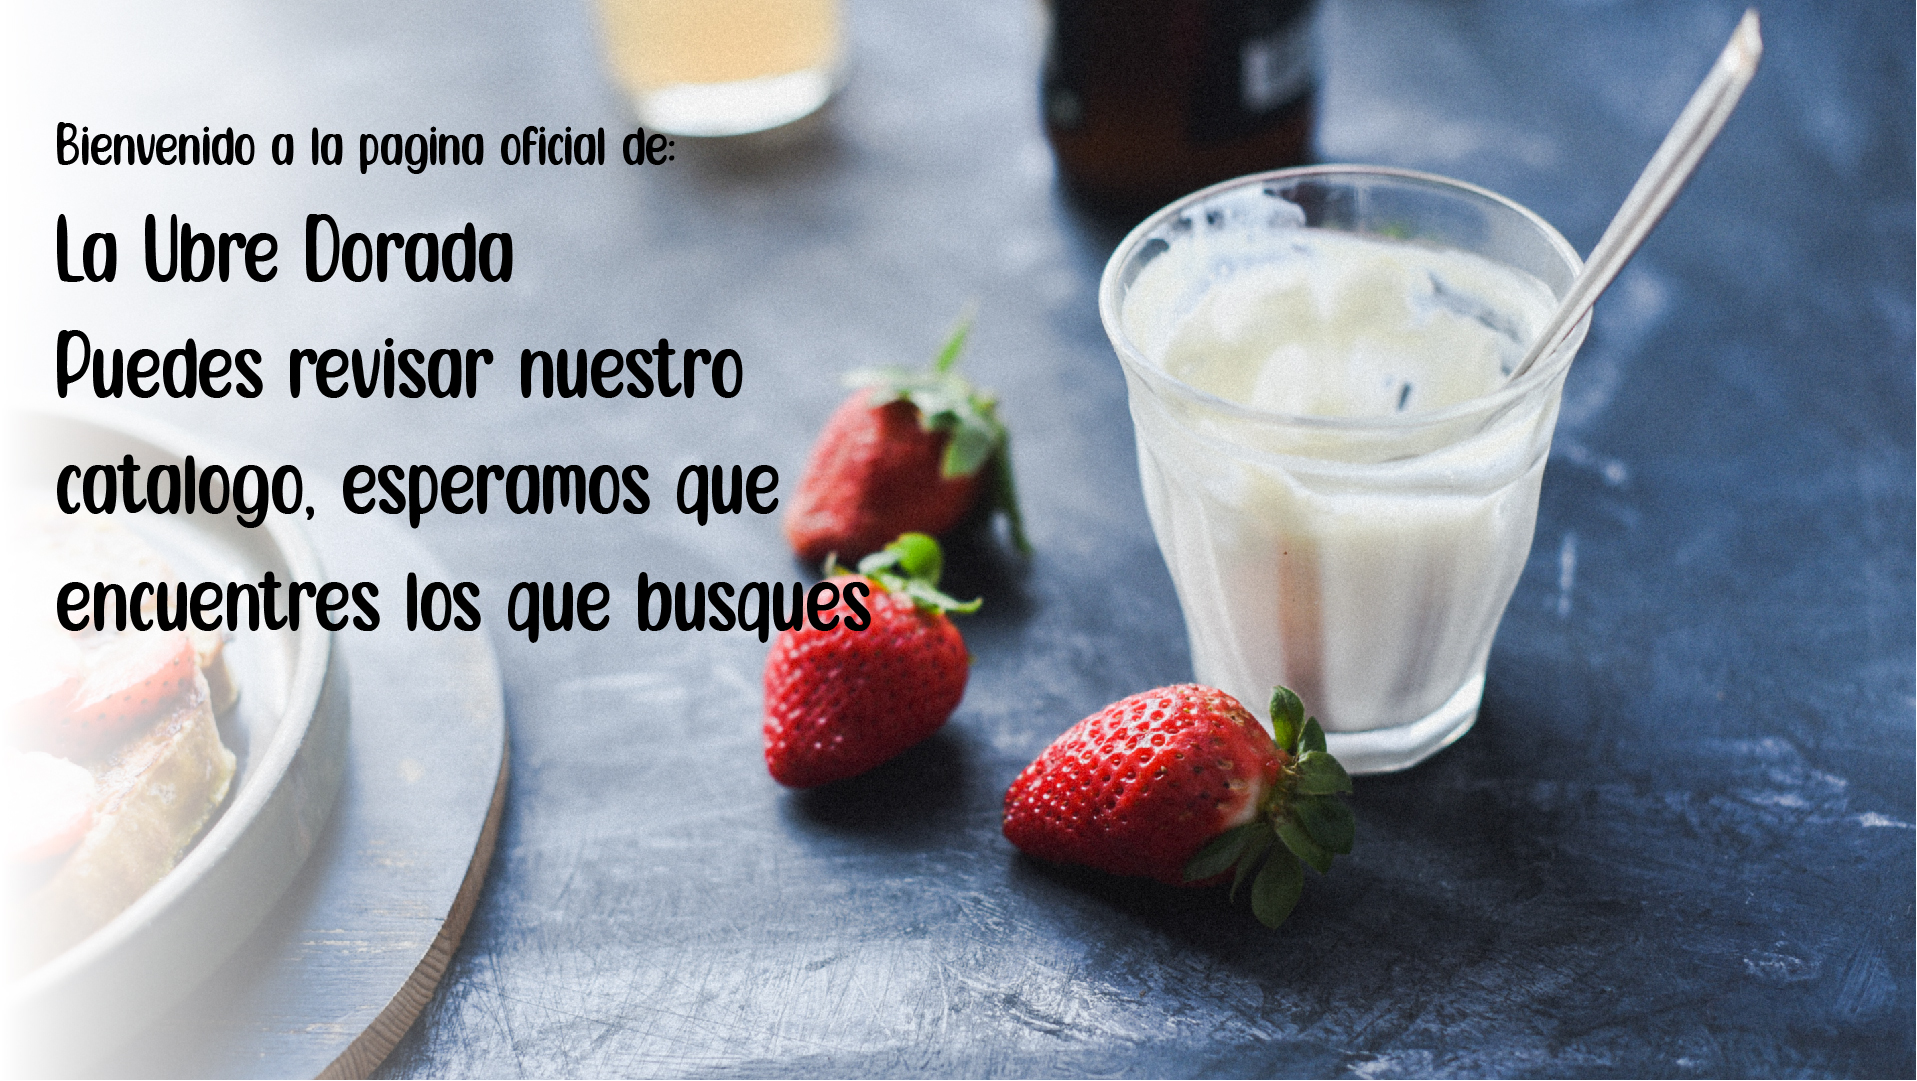 Bienvenido a la pagina oficial de:
La Ubre Dorada
Puedes revisar nuestro
catalogo, esperamos que
encuentres los que busques